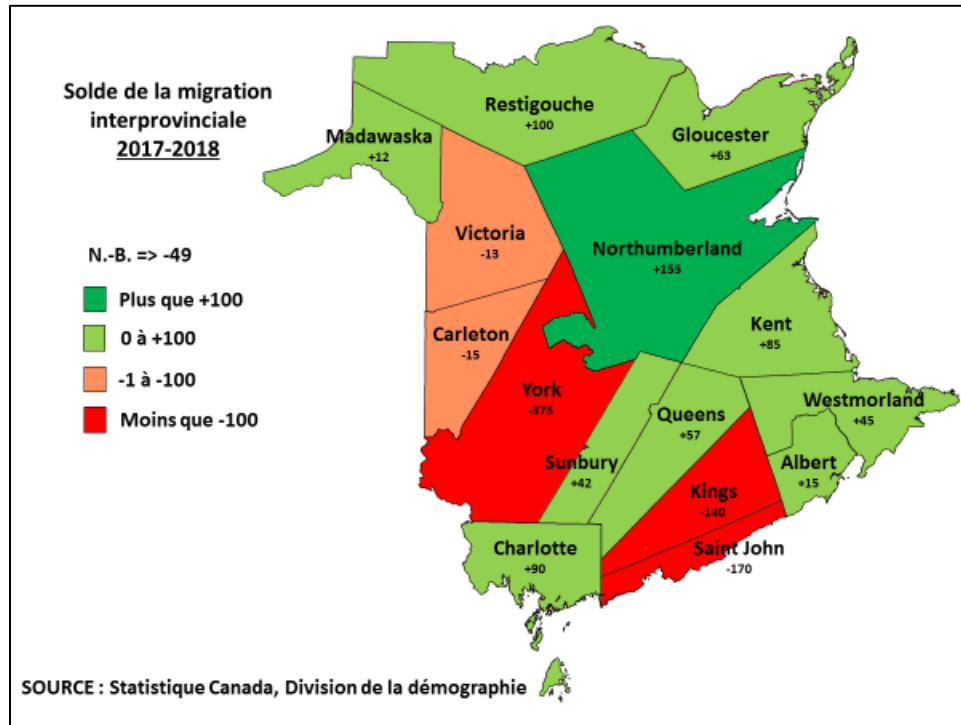 Solde de la migration
interprovinciale
2017-2018
N.-B. => -49
Plus que +100
0 à +100
-1 à -100
Moins que -100
Restigouche
+100
Madawaska
+12
Gloucester
+63
Victoria
-13
Northumberland
+155
Carleton
-15
Kent
+85
York
-375
Westmorland
+45
Queens
+57
Sunbury
+42
Albert
+15
Kings
-140
Charlotte
+90
Saint John
-170
SOURCE : Statistique Canada, Division de la démographie